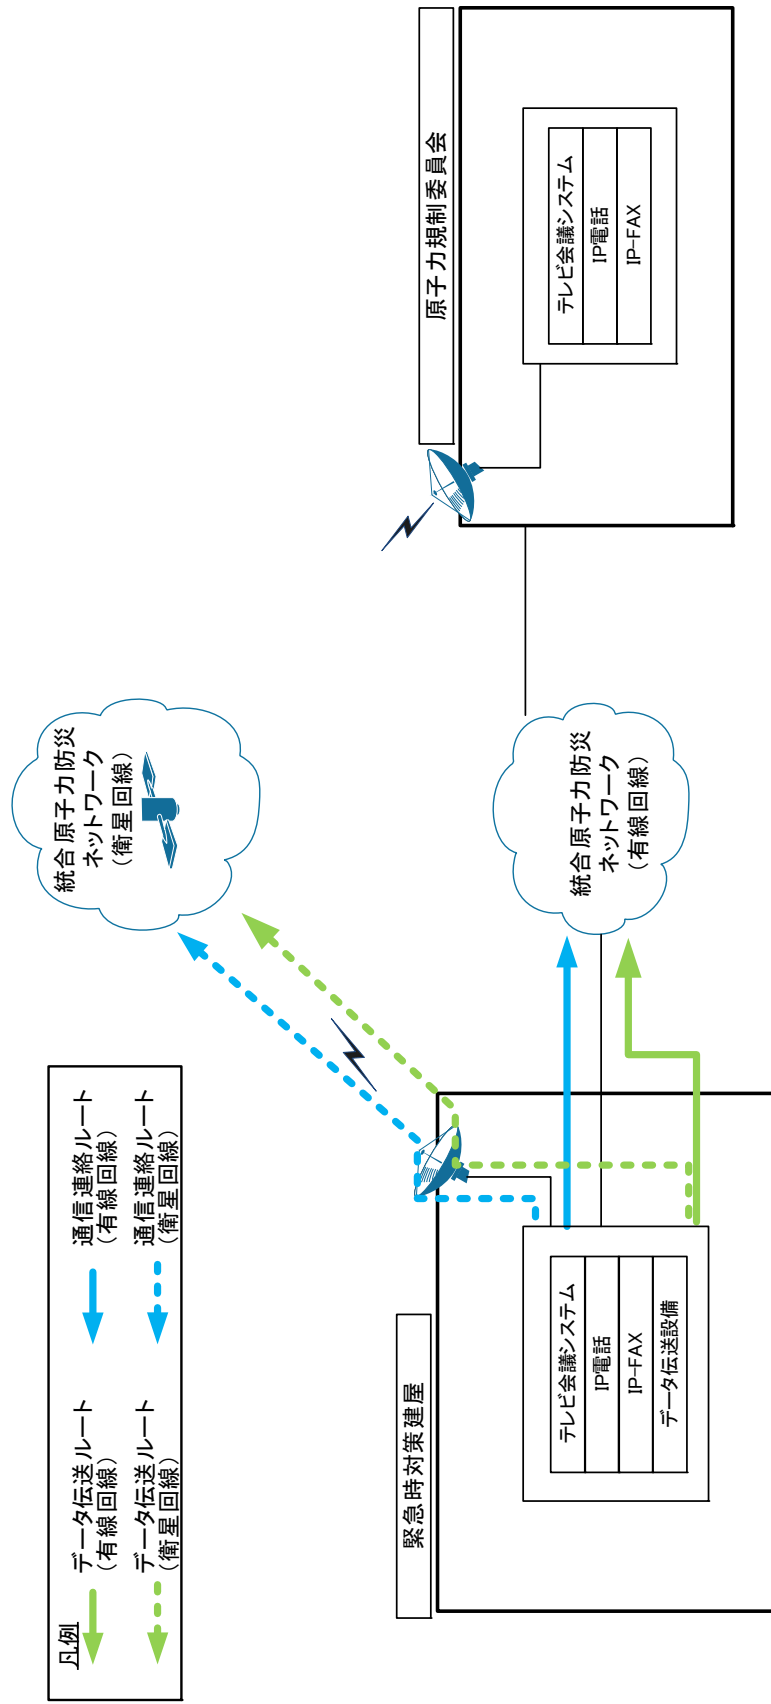 凡例
データ伝送ルート
(有線回線)
通信連絡ルート
(有線回線)
データ伝送ルート
(衛星回線)
通信連絡ルート
(衛星回線)
統合原子力防災
ネットワーク
(衛星回線)
緊急時対策建屋
テレビ会議システム
IP電話
IP-FAX
データ伝送設備
統合原子力防災
ネットワーク
(有線回線)
原子力規制委員会
テレビ会議システム
IP電話
IP-FAX